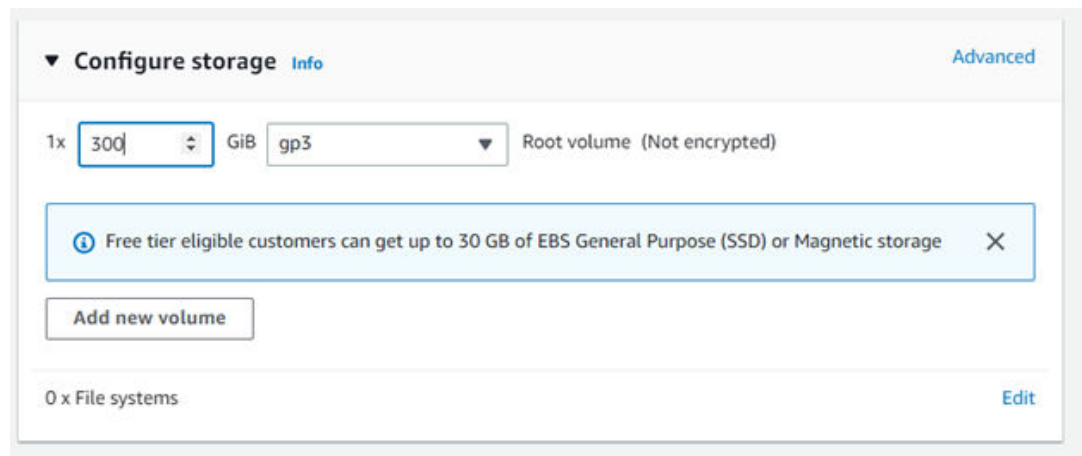 Configure storage Info Advanced
1x 300 GiB gp3 Root volume (Not encrypted)
Free tier eligible customers can get up to 30 GB of EBS General Purpose (SSD) or Magnetic storage
Add new volume
0 x File systems Edit